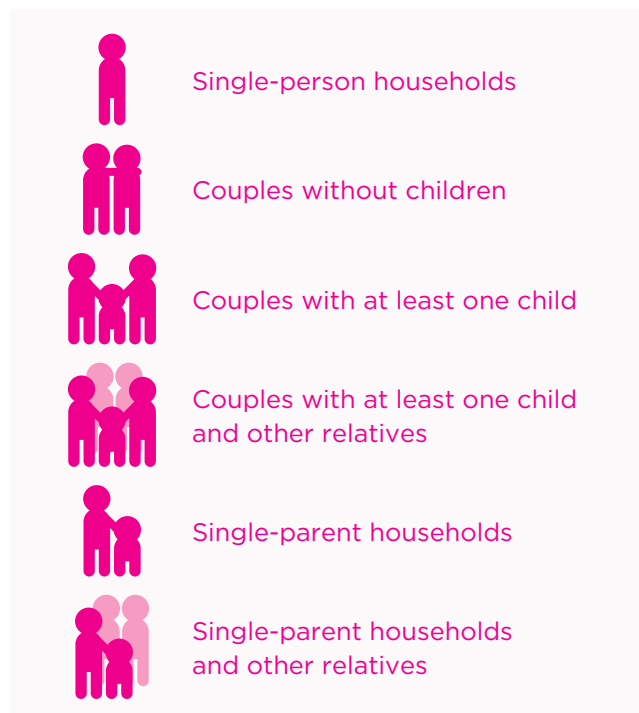 Single-person households
Couples without children
Couples with at least one child
Couples with at least one child
and other relatives
Single-parent households
Single-parent households
and other relatives